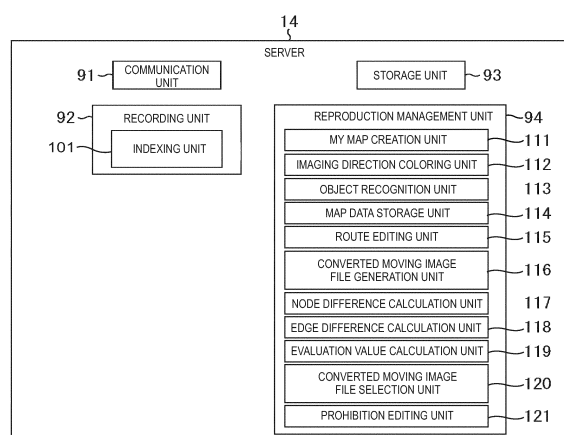 14
SERVER
91
COMMUNICATION
UNIT
STORAGE UNIT
93
92
RECORDING UNIT
101
INDEXING UNIT
REPRODUCTION MANAGEMENT UNIT
94
MY MAP CREATION UNIT
111
IMAGING DIRECTION COLORING UNIT
112
OBJECT RECOGNITION UNIT
113
MAP DATA STORAGE UNIT
114
ROUTE EDITING UNIT
115
CONVERTED MOVING IMAGE
FILE GENERATION UNIT
116
NODE DIFFERENCE CALCULATION UNIT
117
EDGE DIFFERENCE CALCULATION UNIT
118
EVALUATION VALUE CALCULATION UNIT
119
CONVERTED MOVING IMAGE
FILE SELECTION UNIT
120
PROHIBITION EDITING UNIT
121